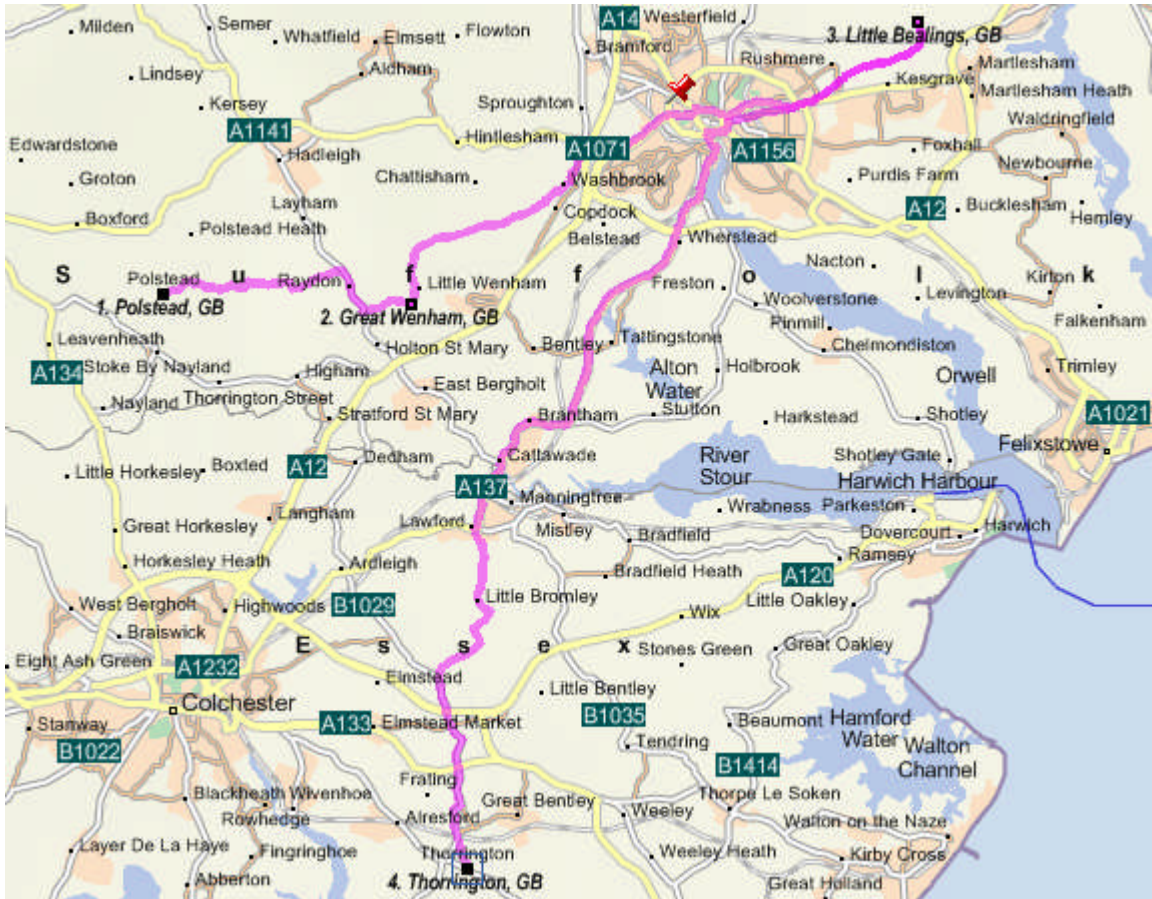 A14
Westerfield
Milden
Semer
Whatfield
Elmsett
Flowton
Bramford
3. Little Bealings, GB
Lindsey
Aldham
Rushmere
Martlesham
Kesgrave
Kersey
Sproughton
Martlesham Heath
A1141
Hintlesham
Waldringfield
Edwardstone
Hadleigh
A1071
A1156
Foxhall
Newbourne
Groton
Chattisham
Washbrook
Purdis Farm
Boxford
Layham
Copdock
A12
Bucklesham
Hemley
Polstead Heath
Belstead
Wherstead
Nacton
S u f f o l k
Polstead
Raydon
Little Wenham
Freston
Kirton
1. Polstead, GB
2. Great Wenham, GB
Woolverstone
Levington
Falkenham
Leavenheath
Holton St Mary
Bentley
Tattingstone
Pinmill
Chelmondiston
A134
Stoke By Nayland
Higham
East Bergholt
Alton
Water
Holbrook
Orwell
Trimley
Nayland
Thorrington Street
Stratford St Mary
Brantham
Stutton
Harkstead
Shotley
A1021
Felixstowe
Little Horkesley
Boxted
A12
Dedham
Cattawade
River
Stour
Shotley Gate
Harwich Harbour
A137
Manningtree
Wrabness
Parkeston
Great Horkesley
Langham
Lawford
Mistley
Bradfield
Dovercourt
Harwich
Horkesley Heath
Ardleigh
Ramsey
Bradfield Heath
A120
West Bergholt
Highwoods
B1029
Little Bromley
Wix
Little Oakley
Braiswick
E s s e x
Stones Green
Great Oakley
Eight Ash Green
A1232
Elmstead
Little Bentley
Colchester
Stanway
A133
Elmstead Market
B1035
Beaumont
Hamford
Water
Walton
Channel
B1022
Tendring
B1414
Frating
Blackheath
Wivenhoe
Great Bentley
Weeley
Thorpe Le Soken
Rowhedge
Alresford
Walton on the Naze
Layer De La Haye
Fingringhoe
Thorrington
Weeley Heath
Kirby Cross
Abberton
4. Thorrington, GB
Great Holland